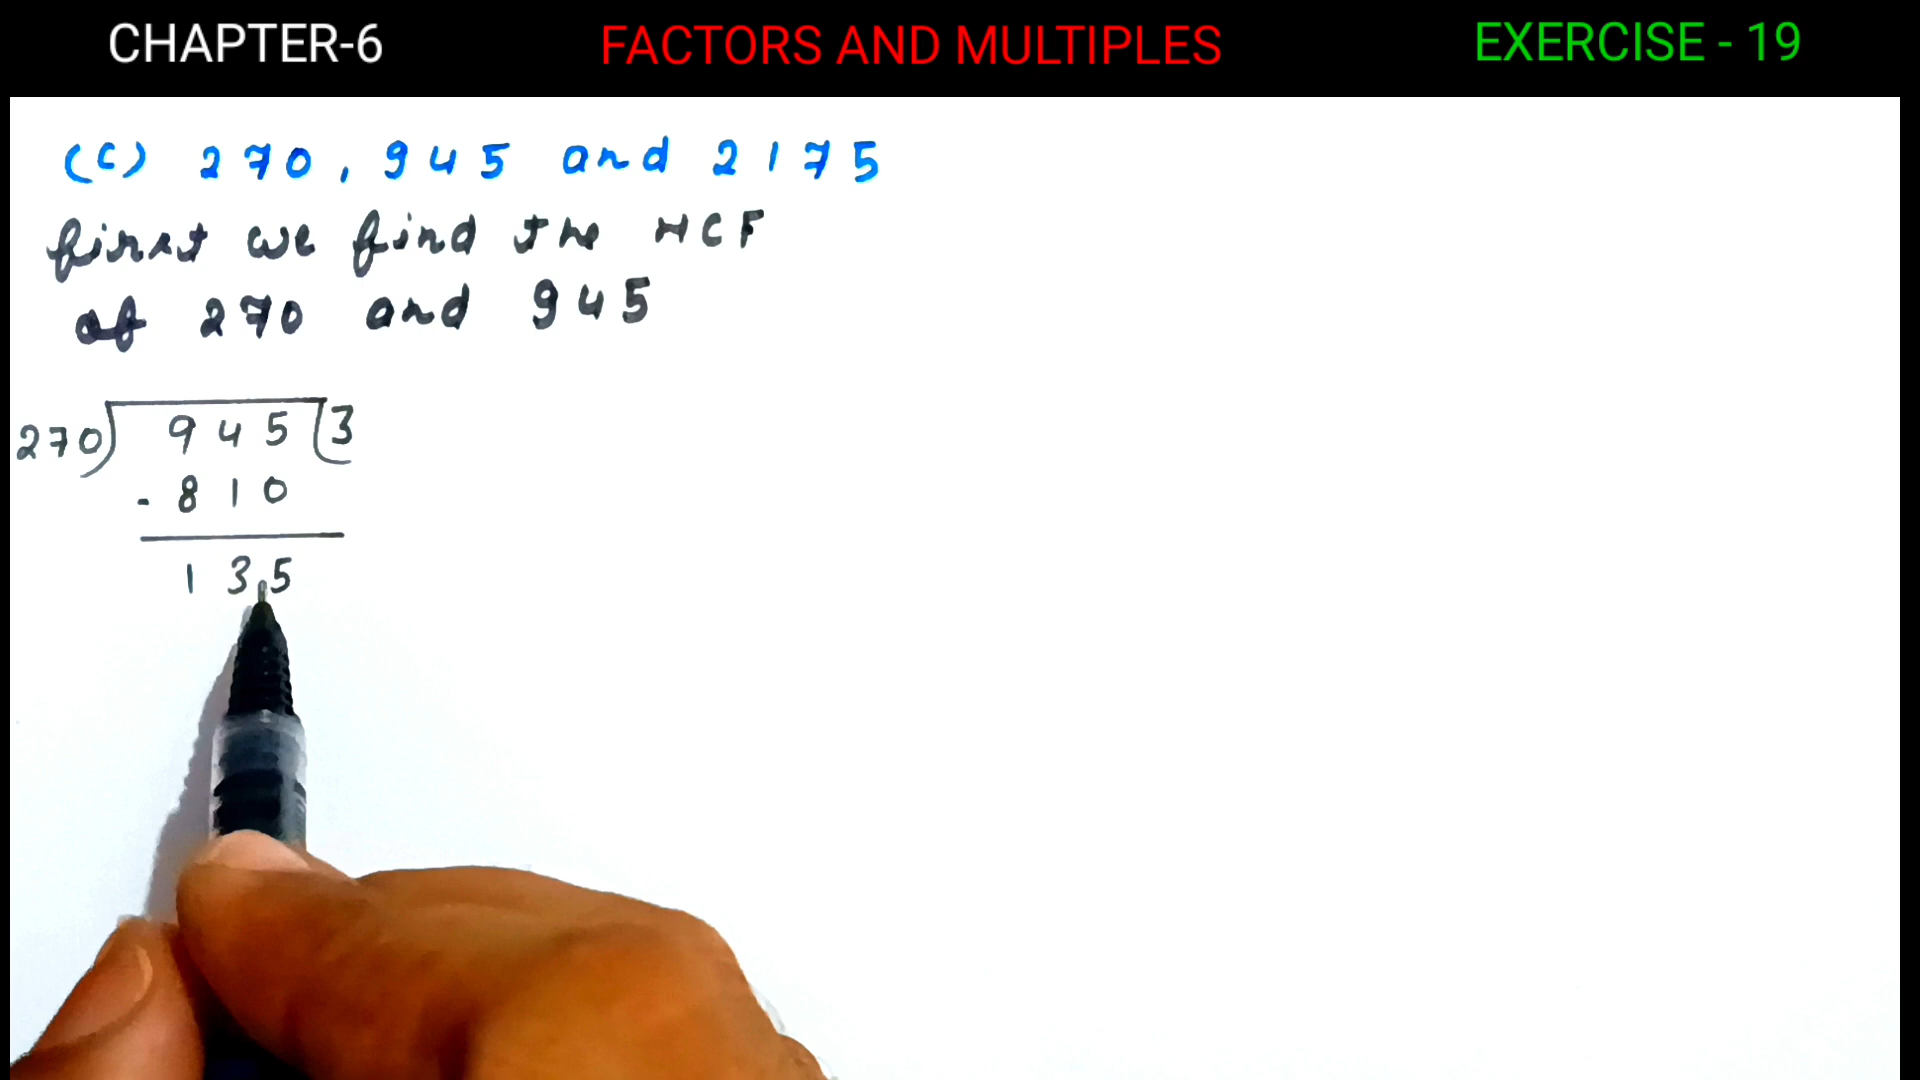 CHAPTER-6 FACTORS AND MULTIPLES EXERCISE - 19
(C) 270, 945 and 2175
first we find the HCF
of 270 and 945
270) 945 (3
- 810
135